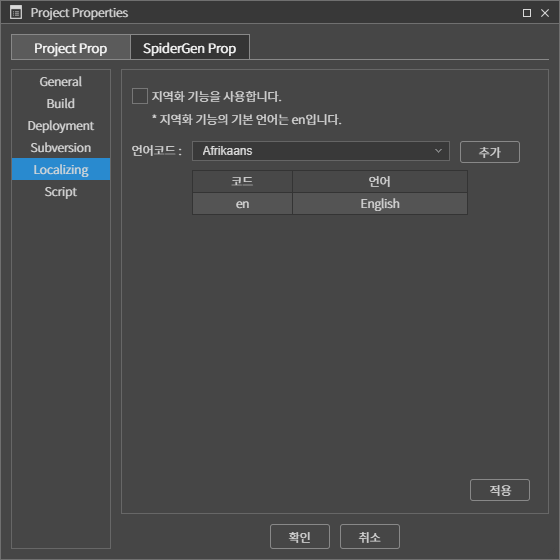 Project Properties
Project Prop
SpiderGen Prop
General
Build
Deployment
Subversion
Localizing
Script
지역화 기능을 사용합니다.
* 지역화 기능의 기본 언어는 en입니다.
언어코드 : Afrikaans 추가
코드 언어
en English
적용
확인 취소